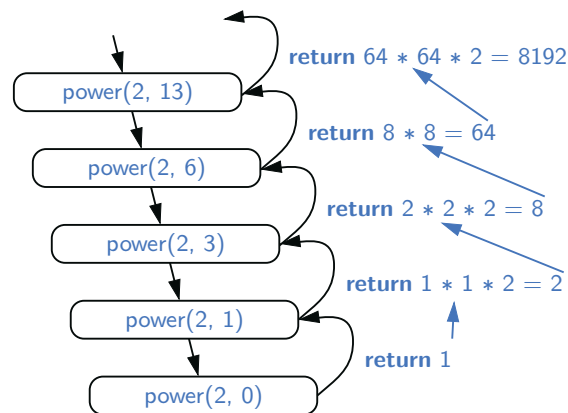 return 64 ∗ 64 ∗ 2 = 8192
power(2, 13)
return 8 ∗ 8 = 64
power(2, 6)
return 2 ∗ 2 ∗ 2 = 8
power(2, 3)
return 1 ∗ 1 ∗ 2 = 2
power(2, 1)
return 1
power(2, 0)